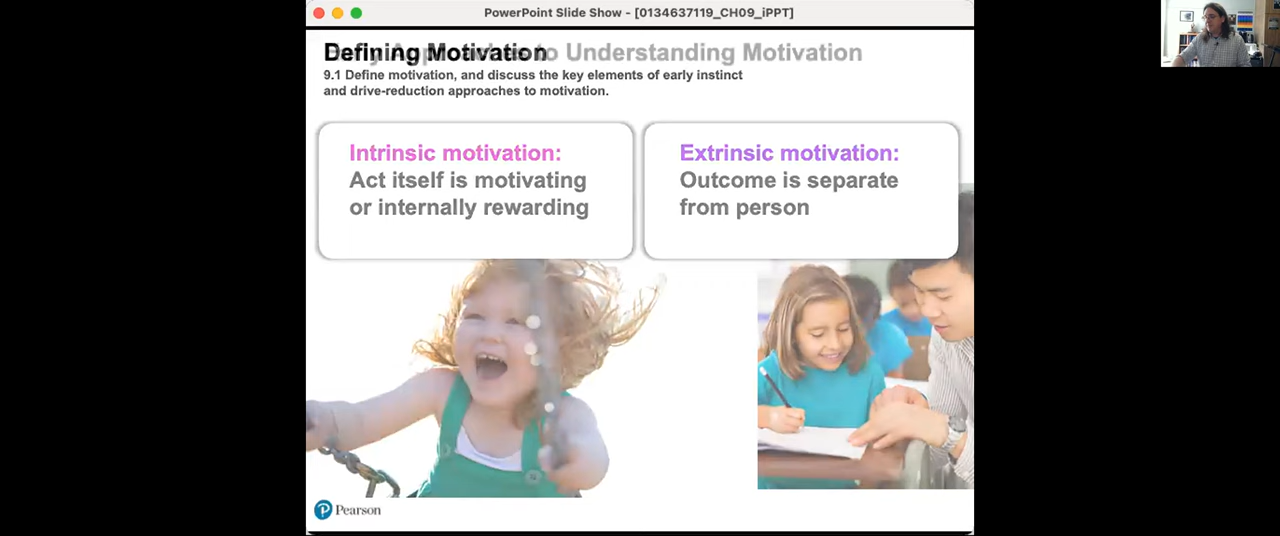 PowerPoint Slide Show - [0134637119_CH09_iPPT]
Defining Motivation
to Understanding Motivation
9.1 Define motivation, and discuss the key elements of early instinct
and drive-reduction approaches to motivation.
Intrinsic motivation:
Act itself is motivating
or internally rewarding
Extrinsic motivation:
Outcome is separate
from person
Pearson